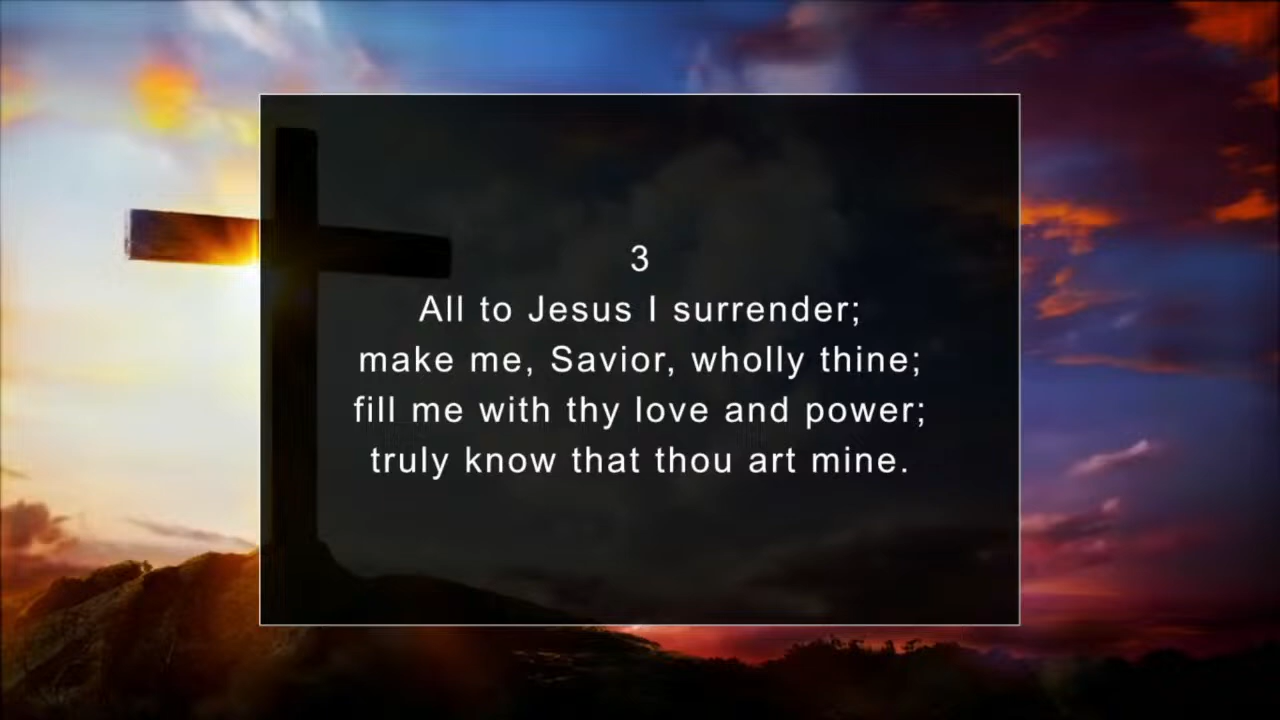 3
All to Jesus I surrender;
make me, Savior, wholly thine;
fill me with thy love and power;
truly know that thou art mine.